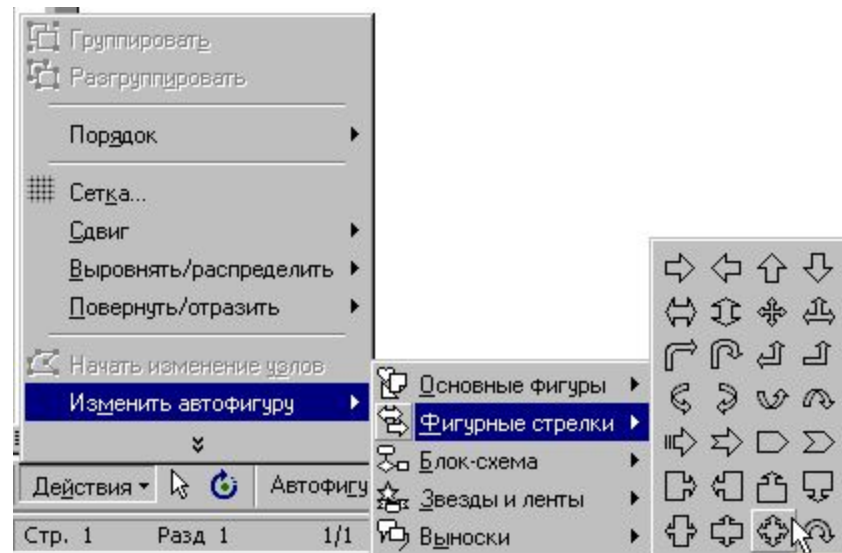 Группировать
Разгруппировать
Порядок
Сетка...
Сдвиг
Выровнять/распределить
Повернуть/отразить
Начать изменение узлов
Изменить автофигуру
Основные фигуры
Фигурные стрелки
Блок-схема
Звезды и ленты
Выноски
Действия
Автофигу
Стр. 1 Разд 1 1/1